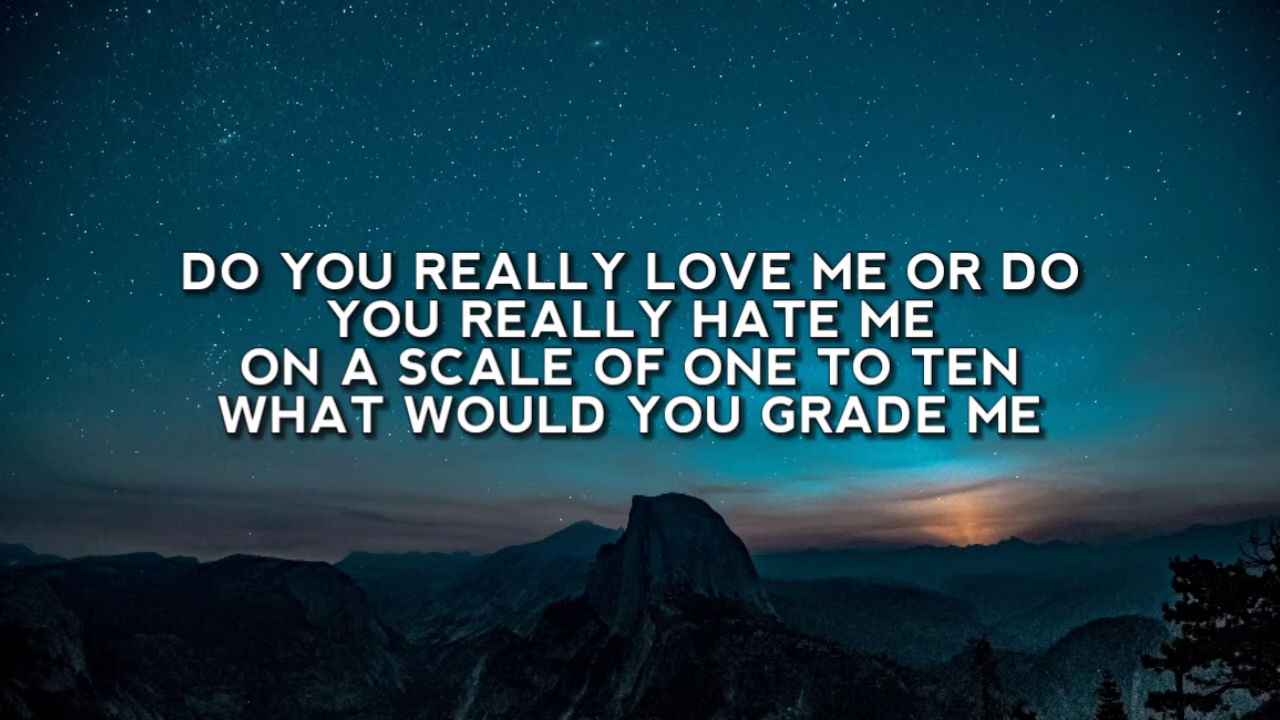 DO YOU REALLY LOVE ME OR DO
YOU REALLY HATE ME
ON A SCALE OF ONE TO TEN
WHAT WOULD YOU GRADE ME